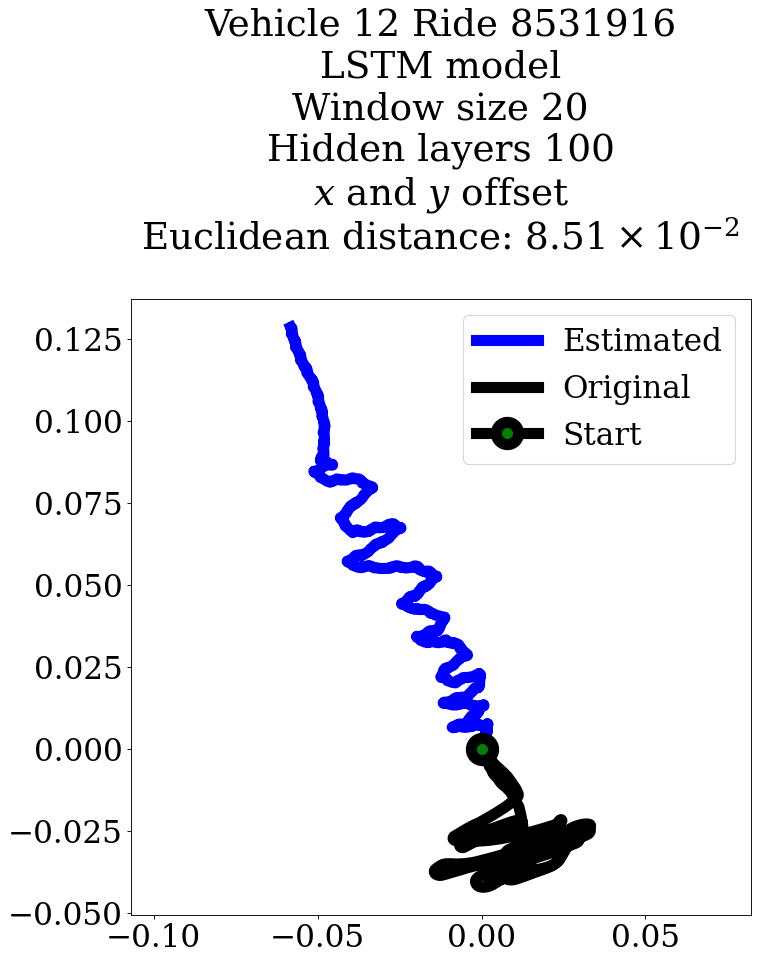 Vehicle 12 Ride 8531916
LSTM model
Window size 20
Hidden layers 100
x and y offset
Euclidean distance: 8.51 × 10⁻²
Estimated
Original
Start
0.125
0.100
0.075
0.050
0.025
0.000
−0.025
−0.050
−0.10
−0.05
0.00
0.05